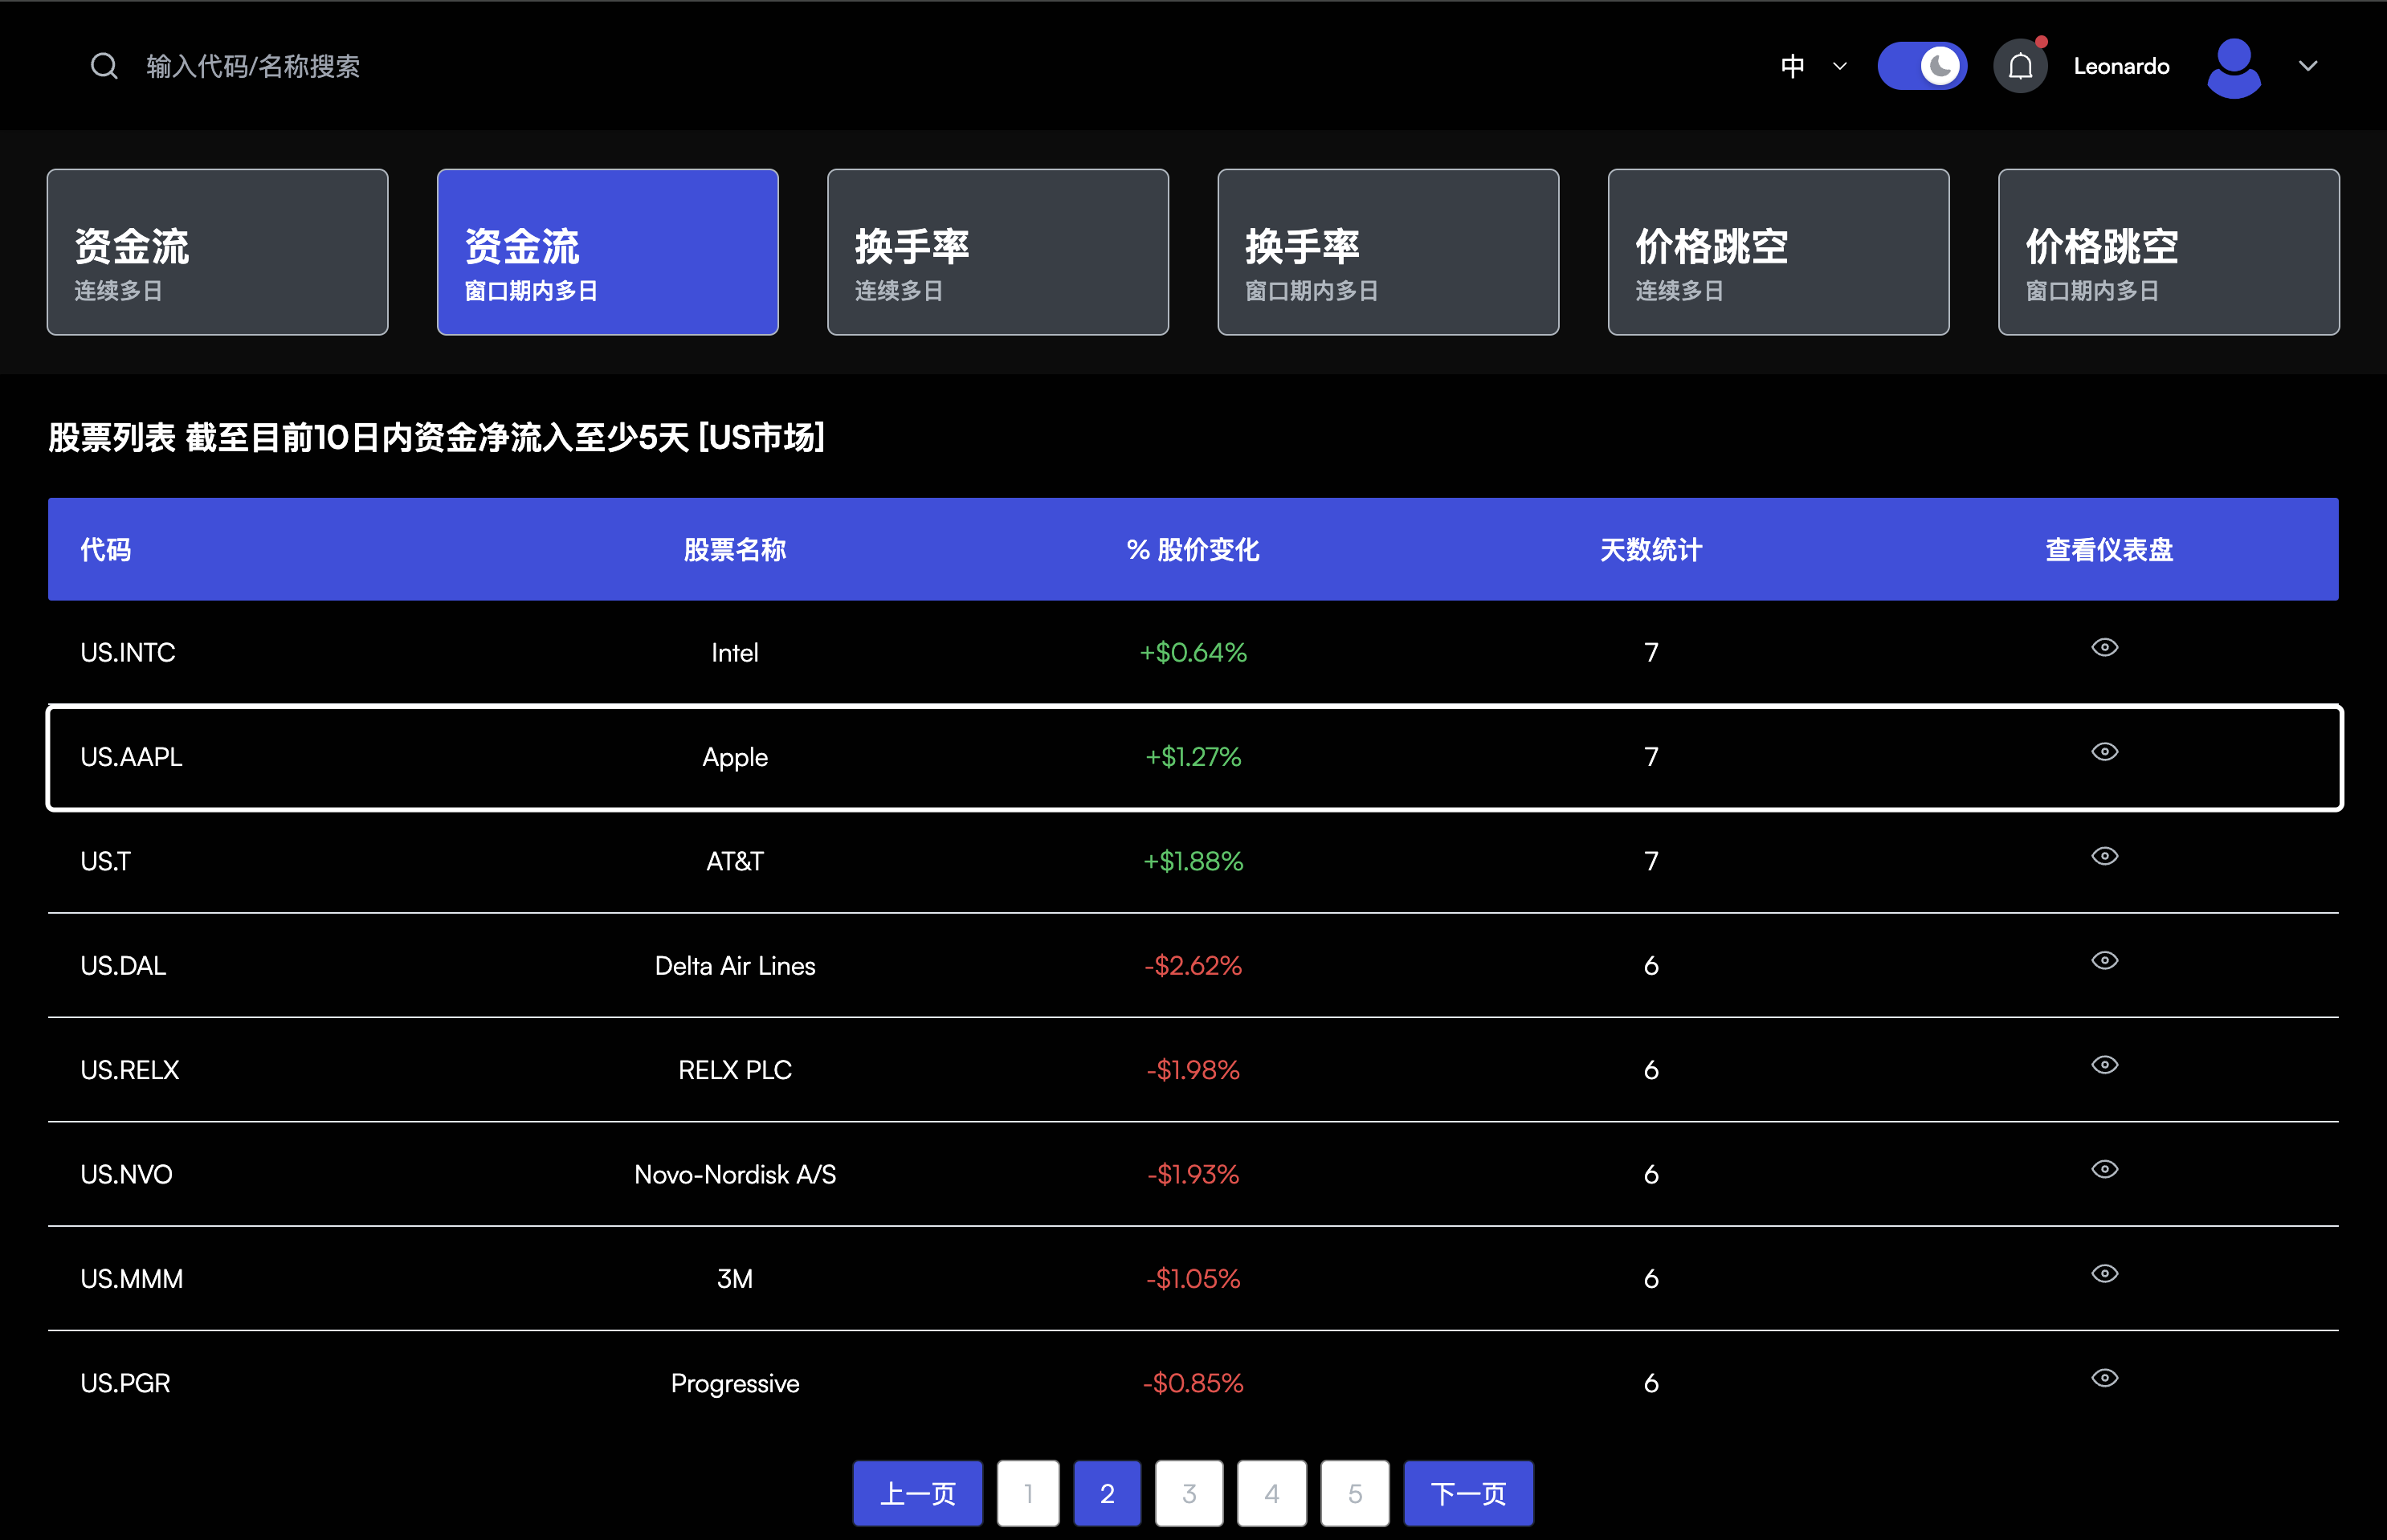 输入代码/名称搜索
中
Leonardo
资金流
连续多日
资金流
窗口期内多日
换手率
连续多日
换手率
窗口期内多日
价格跳空
连续多日
价格跳空
窗口期内多日
股票列表 截至目前10日内资金净流入至少5天 [US市场]
代码 股票名称 % 股价变化 天数统计 查看仪表盘
US.INTC Intel +$0.64% 7
US.AAPL Apple +$1.27% 7
US.T AT&T +$1.88% 7
US.DAL Delta Air Lines -$2.62% 6
US.RELX RELX PLC -$1.98% 6
US.NVO Novo-Nordisk A/S -$1.93% 6
US.MMM 3M -$1.05% 6
US.PGR Progressive -$0.85% 6
上一页 1 2 3 4 5 下一页